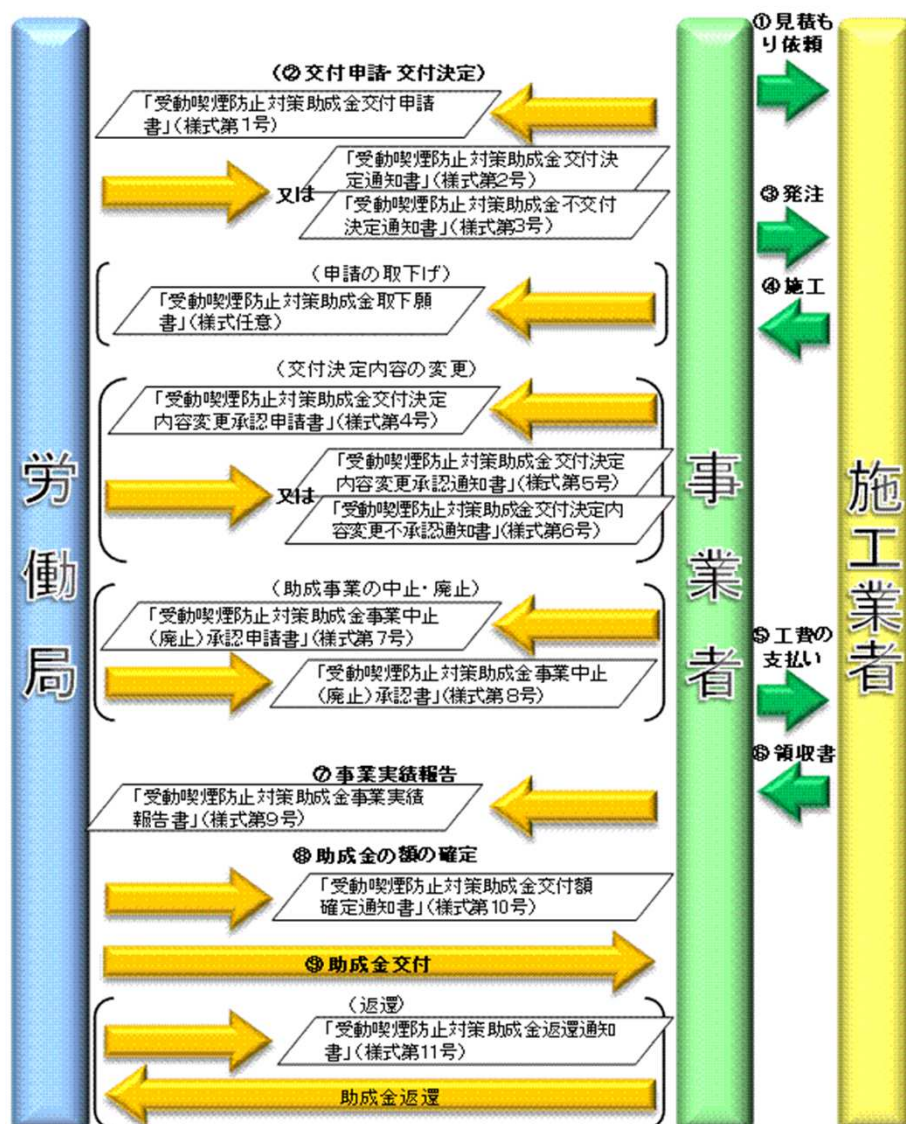 ①見積も
り依頼
(②交付申請・交付決定)
「受動喫煙防止対策助成金交付申請
書」(様式第1号)
「受動喫煙防止対策助成金交付決
定通知書」(様式第2号)
又は
「受動喫煙防止対策助成金不交付
決定通知書」(様式第3号)
③発注
(申請の取下げ)
「受動喫煙防止対策助成金取下願
書」(様式任意)
④施工
(交付決定内容の変更)
「受動喫煙防止対策助成金交付決定
内容変更承認申請書」(様式第4号)
「受動喫煙防止対策助成金交付決定
内容変更承認通知書」(様式第5号)
又は
「受動喫煙防止対策助成金交付決定内
容変更不承認通知書」(様式第6号)
労働局
事業者
施工業者
(助成事業の中止・廃止)
「受動喫煙防止対策助成金事業中止
(廃止)承認申請書」(様式第7号)
「受動喫煙防止対策助成金事業中止
(廃止)承認書」(様式第8号)
⑤工費の
支払い
⑥領収書
⑦事業実績報告
「受動喫煙防止対策助成金事業実績
報告書」(様式第9号)
⑧助成金の額の確定
「受動喫煙防止対策助成金交付額
確定通知書」(様式第10号)
⑨助成金交付
(返還)
「受動喫煙防止対策助成金返還通知
書」(様式第11号)
助成金返還